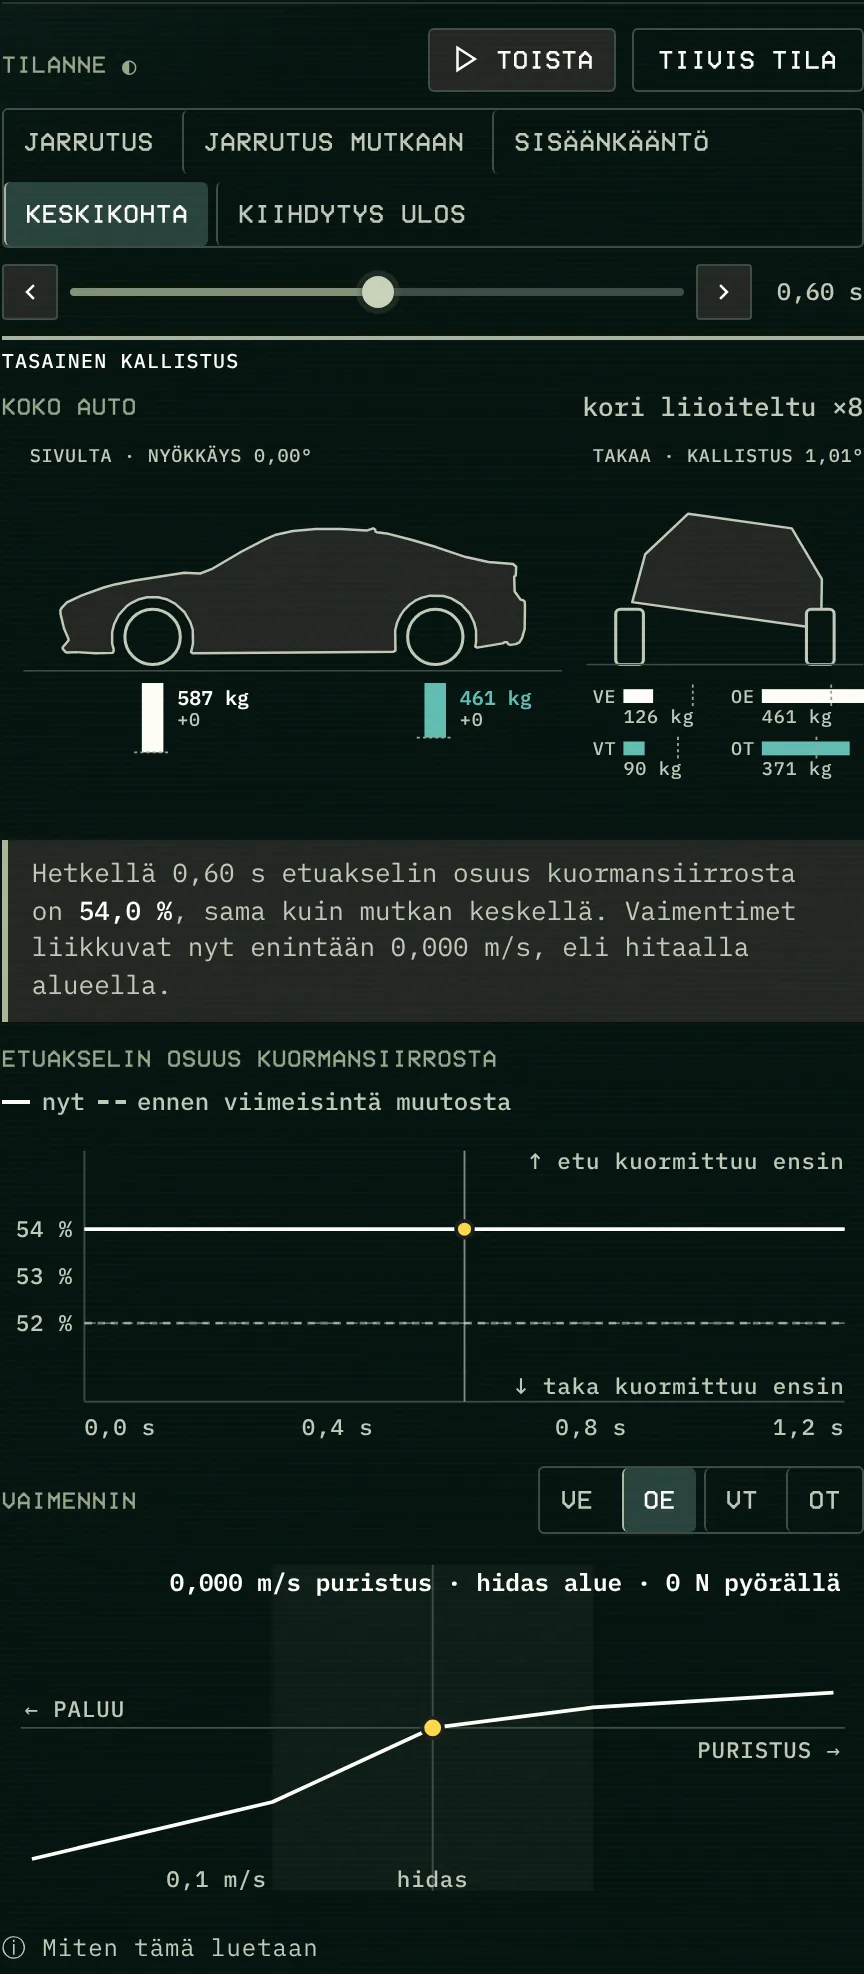 TILANNE ◐
▷ TOISTA
TIIVIS TILA
JARRUTUS
JARRUTUS MUTKAAN
SISÄÄNKÄÄNTÖ
KESKIKOHTA
KIIHDYTYS ULOS
0,60 s
TASAINEN KALLISTUS
KOKO AUTO
kori liioiteltu ×8
SIVULTA · NYÖKKÄYS 0,00°
TAKAA · KALLISTUS 1,01°
587 kg
+0
461 kg
+0
VE
126 kg
OE
461 kg
VT
90 kg
OT
371 kg
Hetkellä 0,60 s etuakselin osuus kuormansiirrosta
on 54,0 %, sama kuin mutkan keskellä. Vaimentimet
liikkuvat nyt enintään 0,000 m/s, eli hitaalla
alueella.
ETUAKSELIN OSUUS KUORMANSIIRROSTA
nyt
ennen viimeisintä muutosta
↑ etu kuormittuu ensin
54 %
53 %
52 %
↓ taka kuormittuu ensin
0,0 s
0,4 s
0,8 s
1,2 s
VAIMENNIN
VE
OE
VT
OT
0,000 m/s puristus · hidas alue · 0 N pyörällä
← PALUU
PURISTUS →
0,1 m/s
hidas
ⓘ Miten tämä luetaan